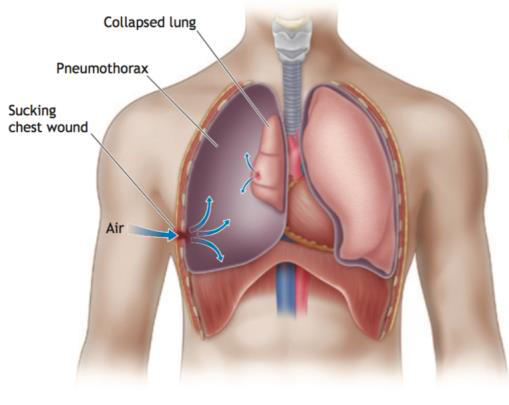 Collapsed lung
Pneumothorax
Sucking
chest wound
Air